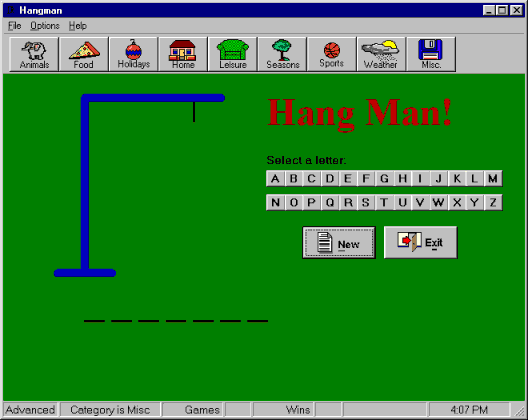 Hangman
File Options Help
Animals Food Holidays Home Leisure Seasons Sports Weather Misc.
Hang Man!
Select a letter:
A B C D E F G H I J K L M
N O P Q R S T U V W X Y Z
New Exit
Advanced Category is Misc Games Wins 4:07 PM